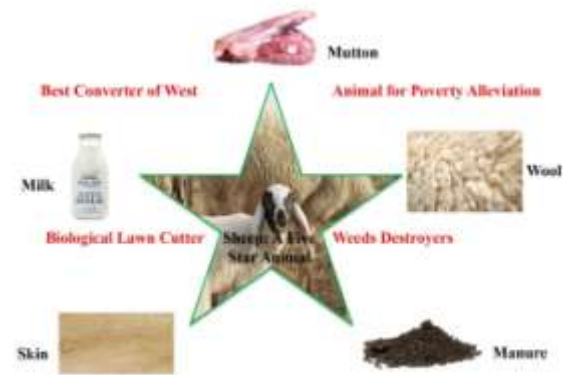 Mutton
Best Converter of West
Animal for Poverty Alleviation
Milk
Wool
Biological Lawn Cutter
Sheep: A Five
Star Animal
Weeds Destroyers
Skin
Manure